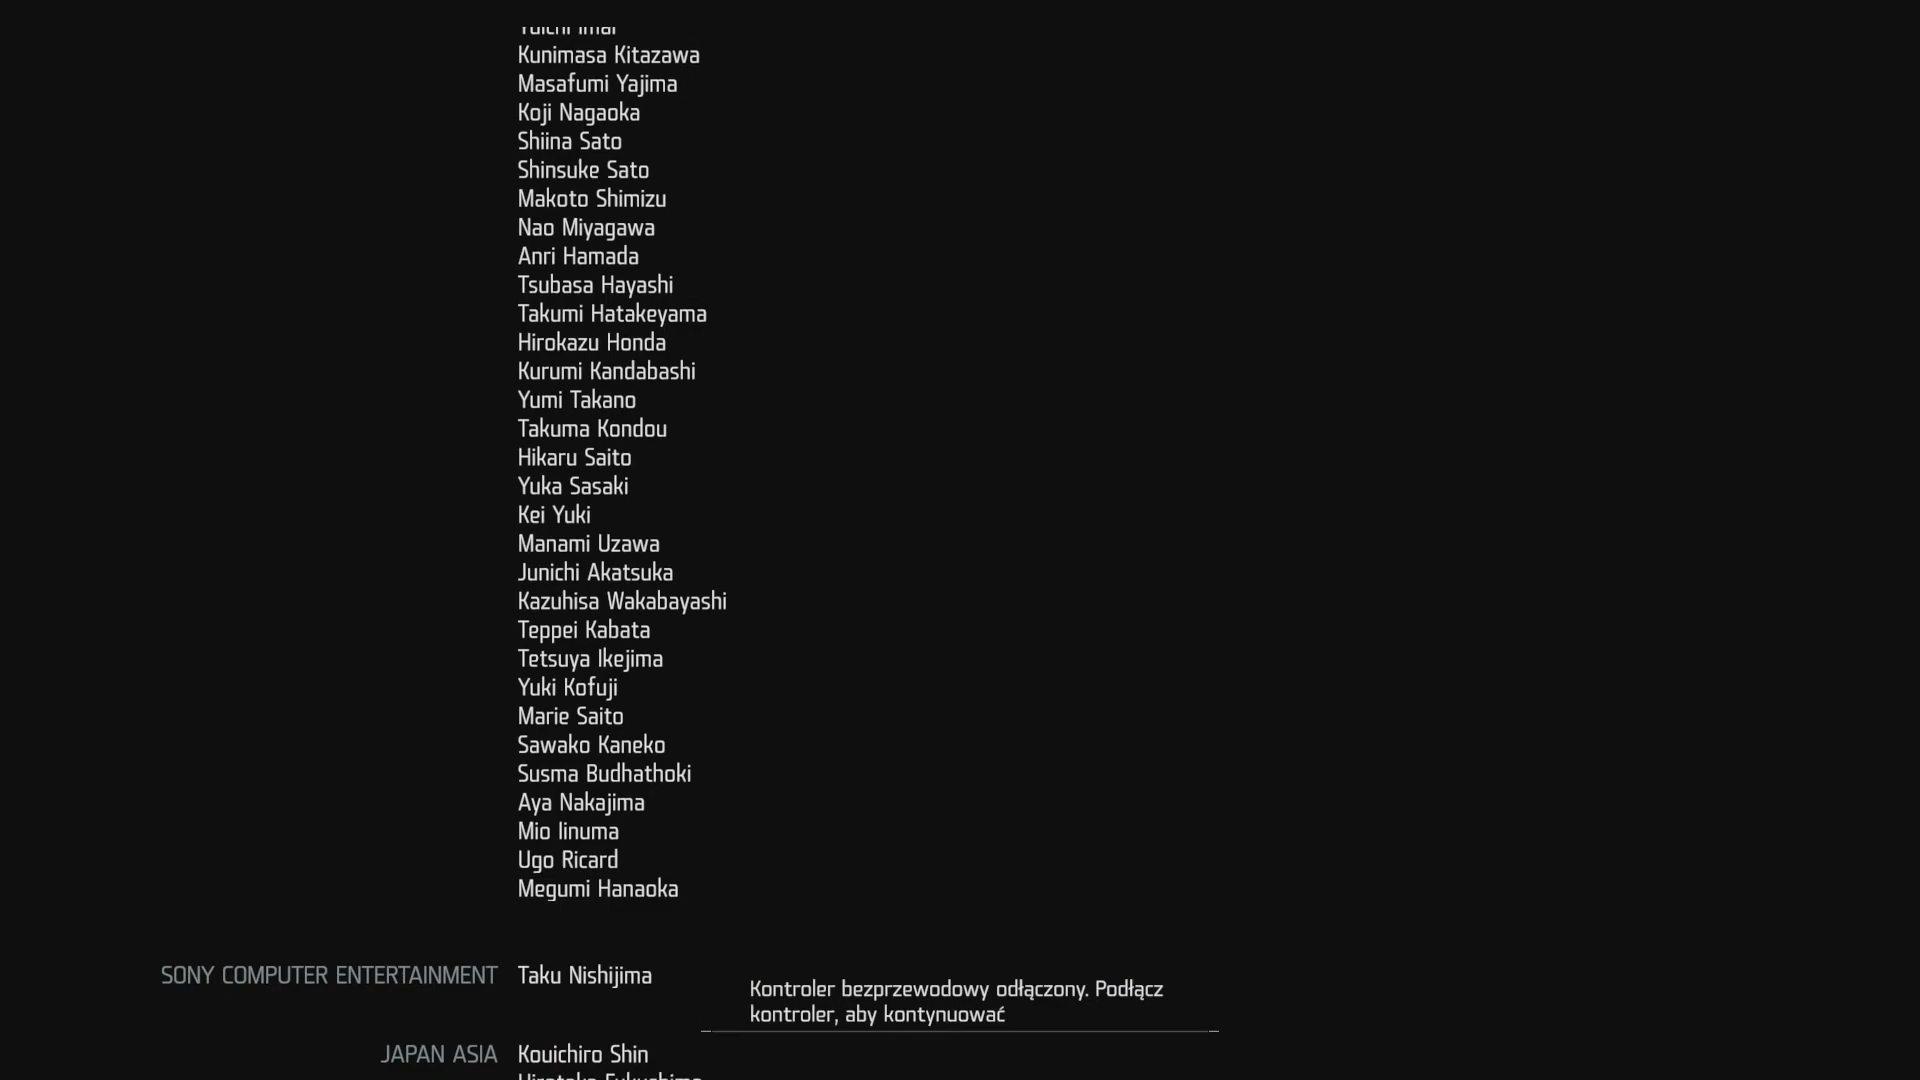 Kunimasa Kitazawa
Masafumi Yajima
Koji Nagaoka
Shiina Sato
Shinsuke Sato
Makoto Shimizu
Nao Miyagawa
Anri Hamada
Tsubasa Hayashi
Takumi Hatakeyama
Hirokazu Honda
Kurumi Kandabashi
Yumi Takano
Takuma Kondou
Hikaru Saito
Yuka Sasaki
Kei Yuki
Manami Uzawa
Junichi Akatsuka
Kazuhisa Wakabayashi
Teppei Kabata
Tetsuya Ikejima
Yuki Kofuji
Marie Saito
Sawako Kaneko
Susma Budhathoki
Aya Nakajima
Mio Iinuma
Ugo Ricard
Megumi Hanaoka
SONY COMPUTER ENTERTAINMENT Taku Nishijima
Kontroler bezprzewodowy odłączony. Podłącz
kontroler, aby kontynuować
JAPAN ASIA Kouichiro Shin